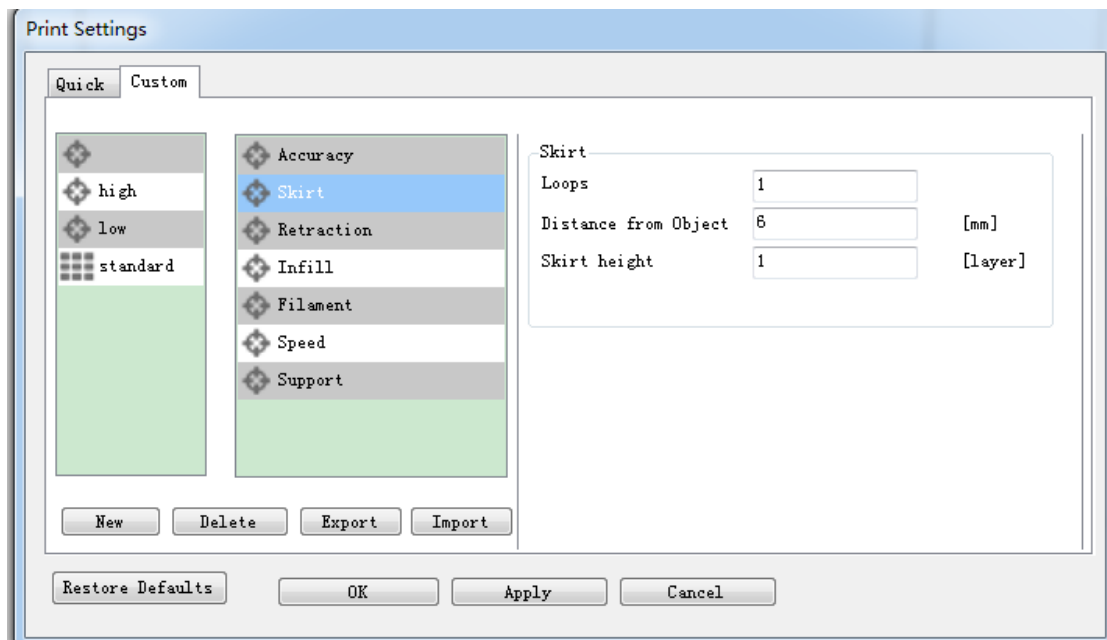 Print Settings
Quick Custom
high
low
standard
Accuracy
Skirt
Retraction
Infill
Filament
Speed
Support
Skirt
Loops 1
Distance from Object 6 [mm]
Skirt height 1 [layer]
New Delete Export Import
Restore Defaults OK Apply Cancel